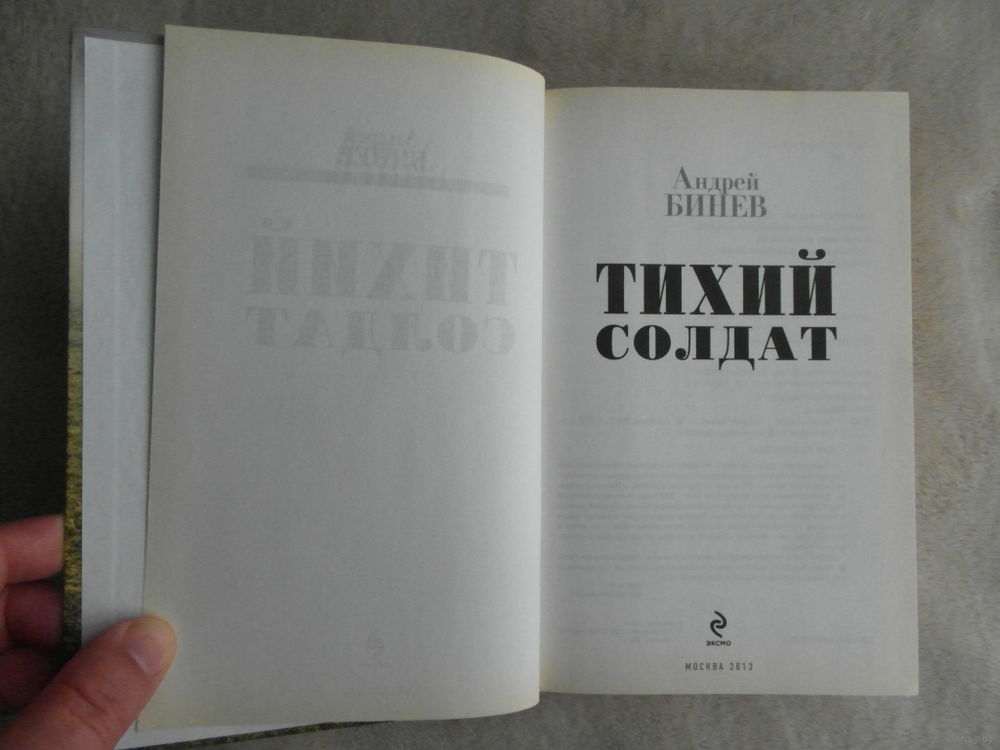 Андрей
БИНЕВ
ТИХИЙ
СОЛДАТ
ЭКСМО
МОСКВА 2013